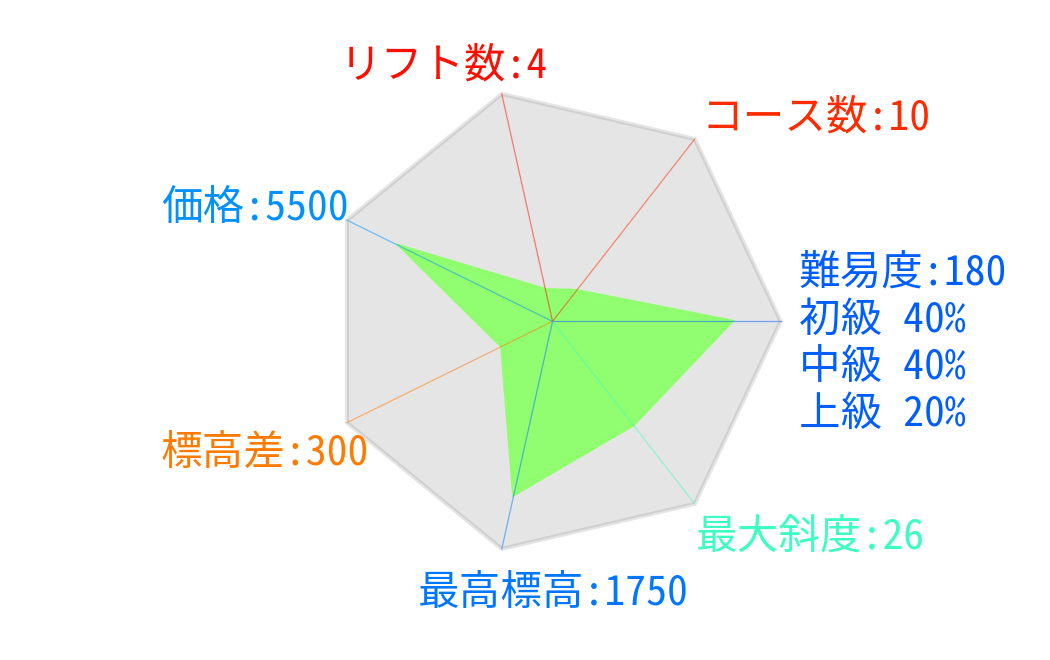 リフト数:4
コース数:10
価格:5500
難易度:180
初級 40%
中級 40%
上級 20%
標高差:300
最大斜度:26
最高標高:1750